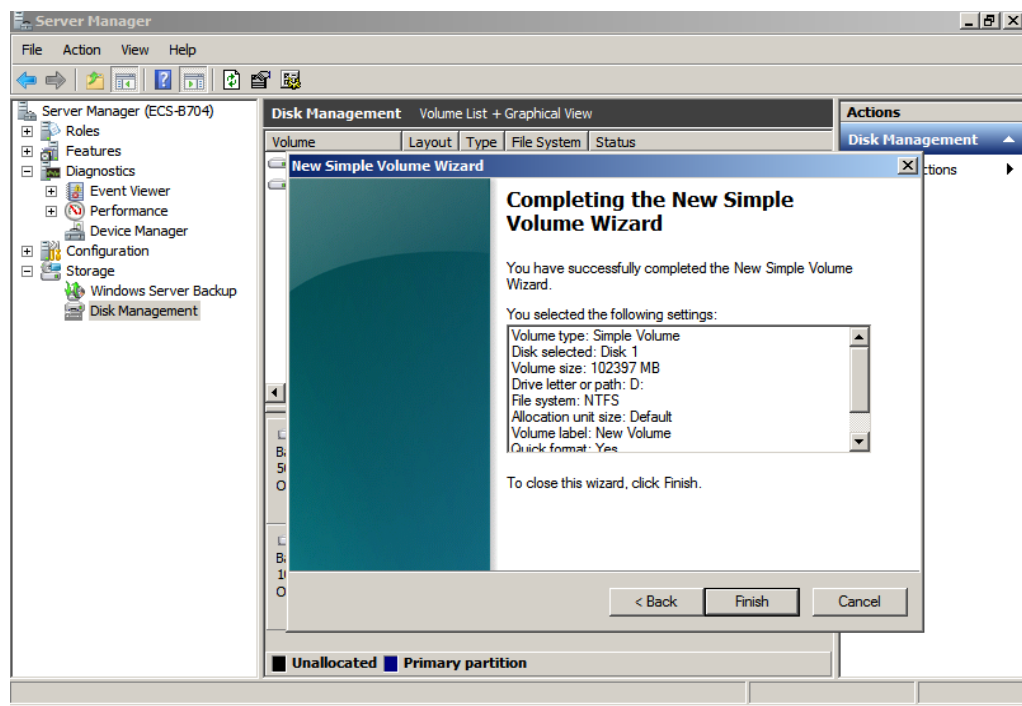 Server Manager
File Action View Help
Server Manager (ECS-B704)
Roles
Features
Diagnostics
Event Viewer
Performance
Device Manager
Configuration
Storage
Windows Server Backup
Disk Management
Disk Management Volume List + Graphical View
Volume Layout Type File System Status
Actions
Disk Management
ctions
New Simple Volume Wizard
Completing the New Simple
Volume Wizard
You have successfully completed the New Simple Volume
Wizard.
You selected the following settings:
Volume type: Simple Volume
Disk selected: Disk 1
Volume size: 102397 MB
Drive letter or path: D:
File system: NTFS
Allocation unit size: Default
Volume label: New Volume
Quick format: Yes
To close this wizard, click Finish.
< Back Finish Cancel
Unallocated Primary partition